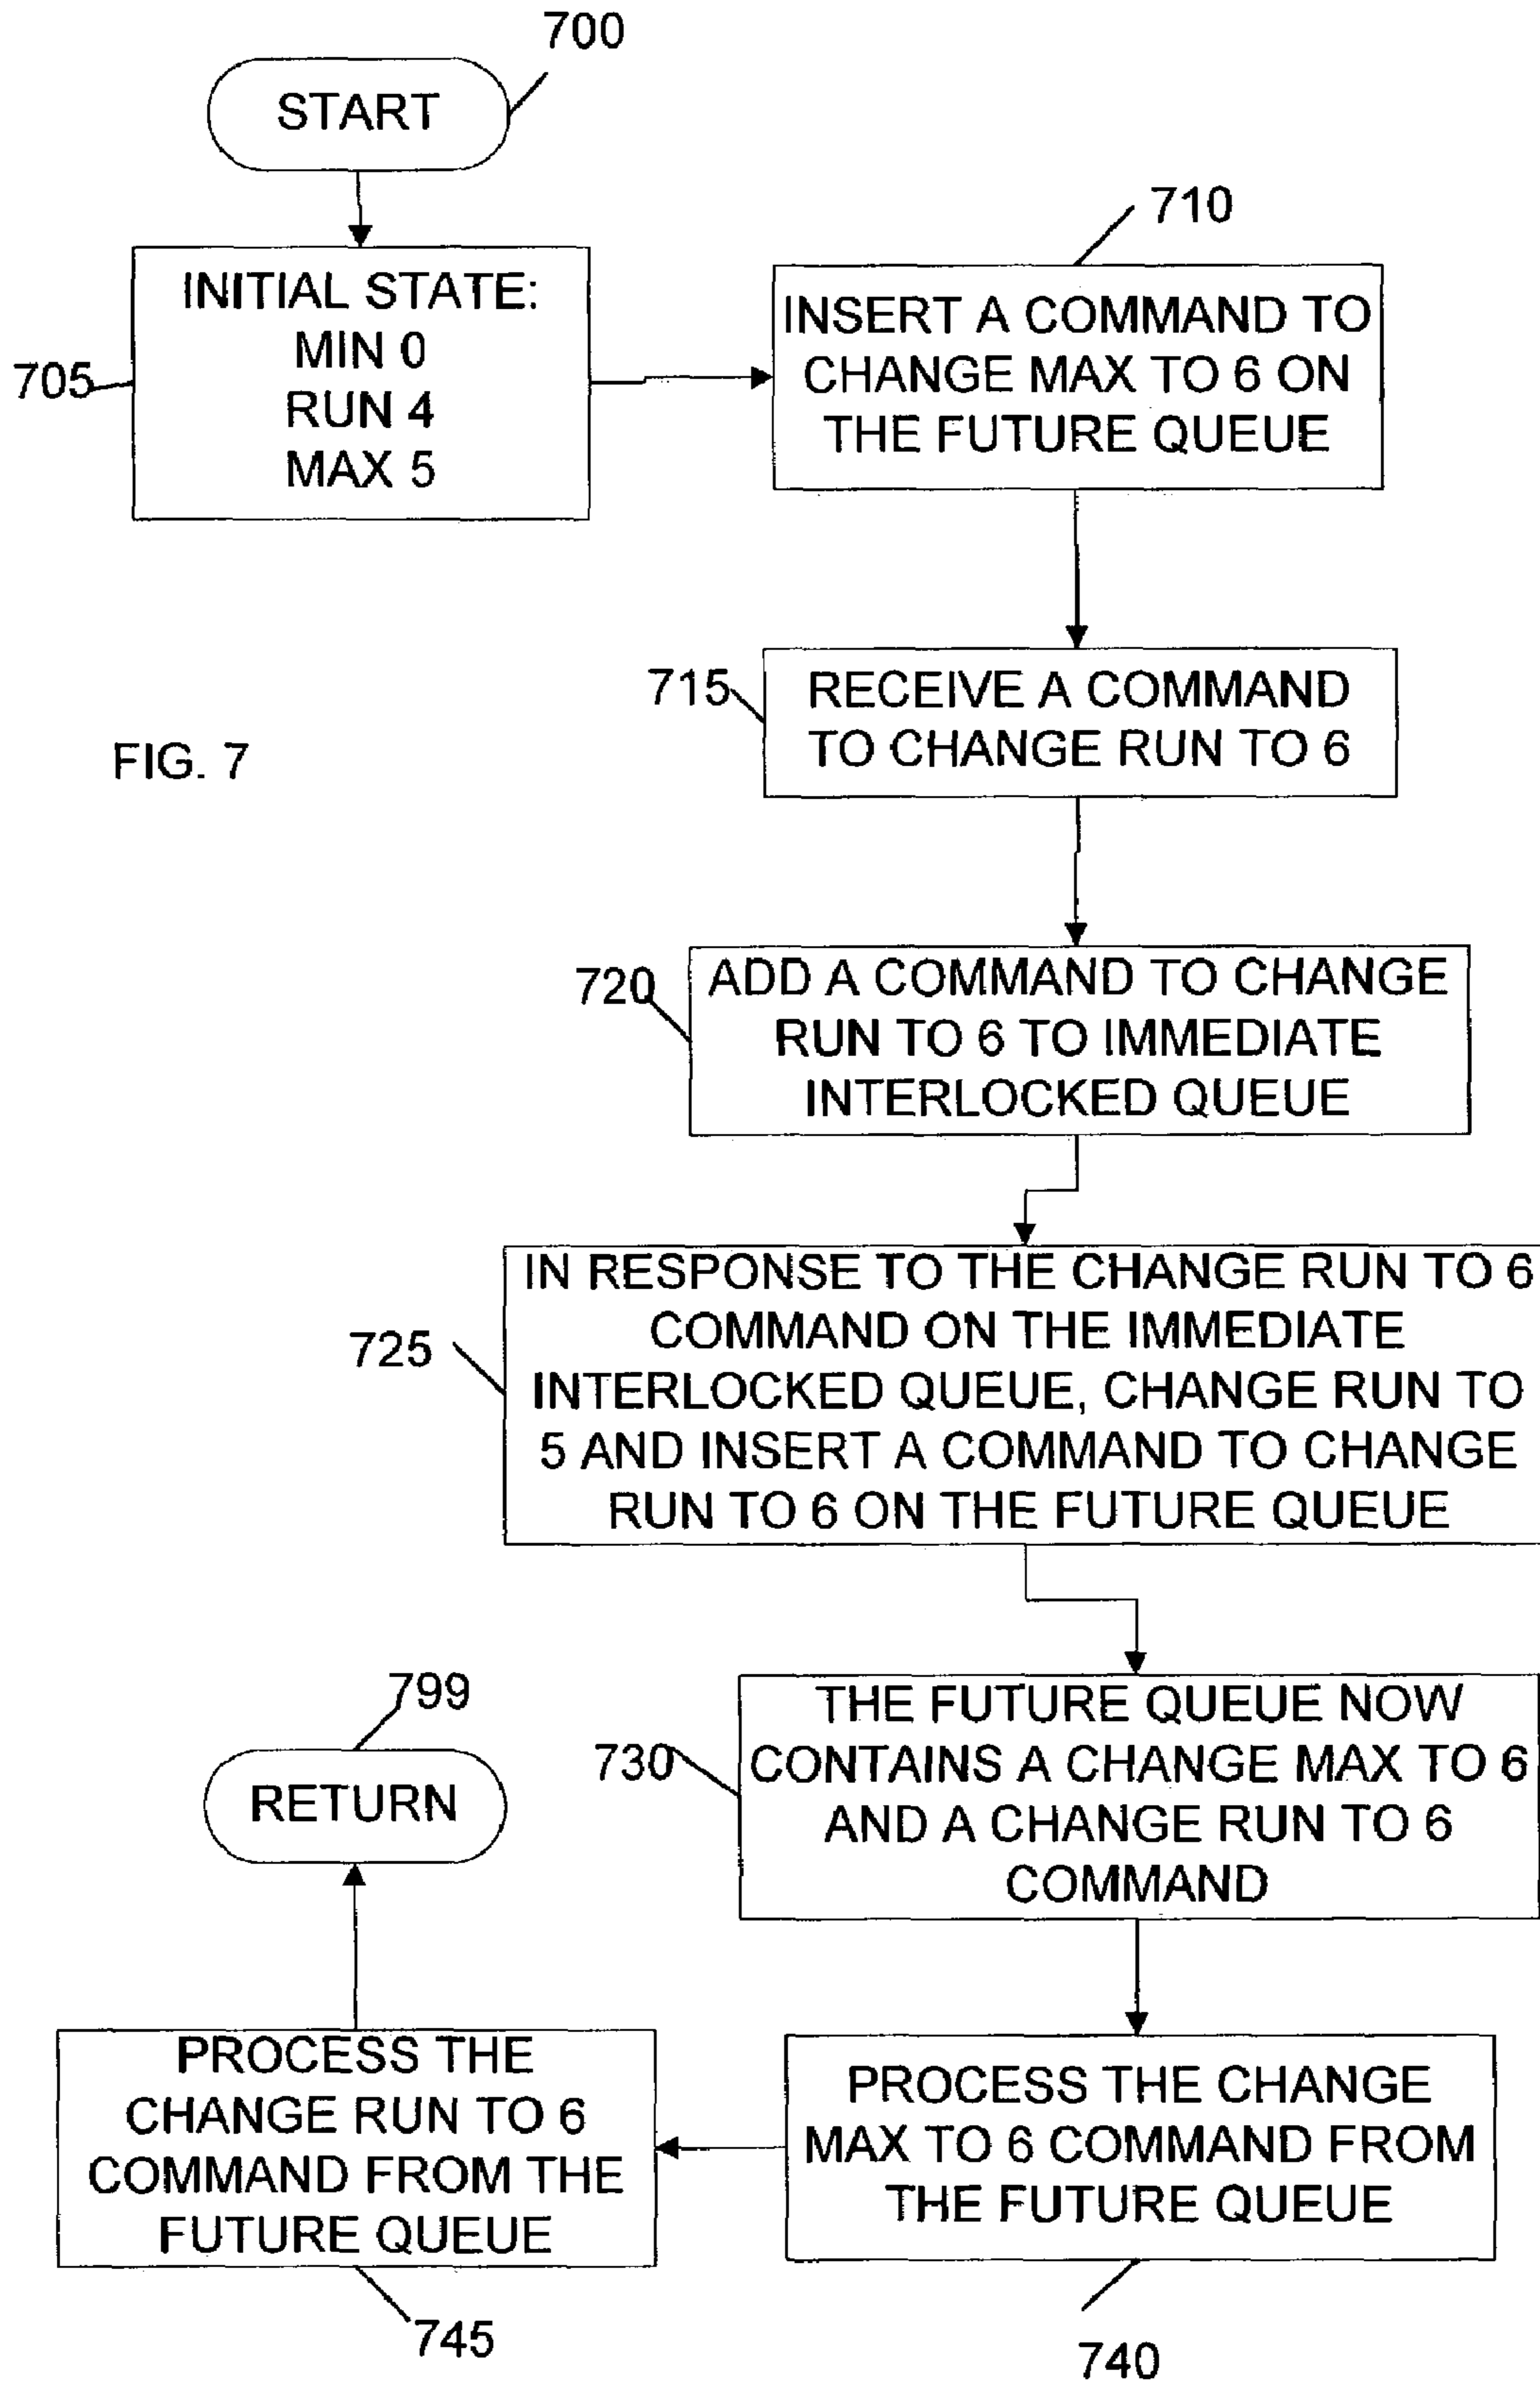 700
START
705
INITIAL STATE:
MIN 0
RUN 4
MAX 5
710
INSERT A COMMAND TO
CHANGE MAX TO 6 ON
THE FUTURE QUEUE
715
RECEIVE A COMMAND
TO CHANGE RUN TO 6
FIG. 7
720
ADD A COMMAND TO CHANGE
RUN TO 6 TO IMMEDIATE
INTERLOCKED QUEUE
725
IN RESPONSE TO THE CHANGE RUN TO 6
COMMAND ON THE IMMEDIATE
INTERLOCKED QUEUE, CHANGE RUN TO
5 AND INSERT A COMMAND TO CHANGE
RUN TO 6 ON THE FUTURE QUEUE
730
THE FUTURE QUEUE NOW
CONTAINS A CHANGE MAX TO 6
AND A CHANGE RUN TO 6
COMMAND
PROCESS THE CHANGE
MAX TO 6 COMMAND FROM
THE FUTURE QUEUE
740
PROCESS THE
CHANGE RUN TO 6
COMMAND FROM THE
FUTURE QUEUE
745
799
RETURN